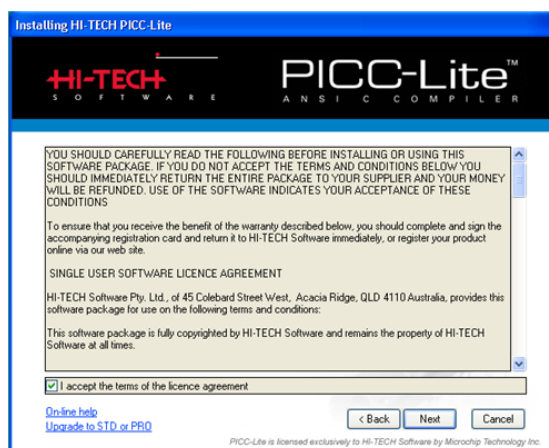 Installing HI-TECH PICC-Lite
HI-TECH
SOFTWARE
PICC-Lite™
ANSI C COMPILER
YOU SHOULD CAREFULLY READ THE FOLLOWING BEFORE INSTALLING OR USING THIS
SOFTWARE PACKAGE. IF YOU DO NOT ACCEPT THE TERMS AND CONDITIONS BELOW YOU
SHOULD IMMEDIATELY RETURN THE ENTIRE PACKAGE TO YOUR SUPPLIER AND YOUR MONEY
WILL BE REFUNDED. USE OF THE SOFTWARE INDICATES YOUR ACCEPTANCE OF THESE
CONDITIONS
To ensure that you receive the benefit of the warranty described below, you should complete and sign the
accompanying registration card and return it to HI-TECH Software immediately, or register your product
online via our web site.
SINGLE USER SOFTWARE LICENCE AGREEMENT
HI-TECH Software Pty. Ltd., of 45 Colebard Street West, Acacia Ridge, QLD 4110 Australia, provides this
software package for use on the following terms and conditions:
This software package is fully copyrighted by HI-TECH Software and remains the property of HI-TECH
Software at all times.
I accept the terms of the licence agreement
On-line help
Upgrade to STD or PRO
< Back Next Cancel
PICC-Lite is licensed exclusively to HI-TECH Software by Microchip Technology Inc.